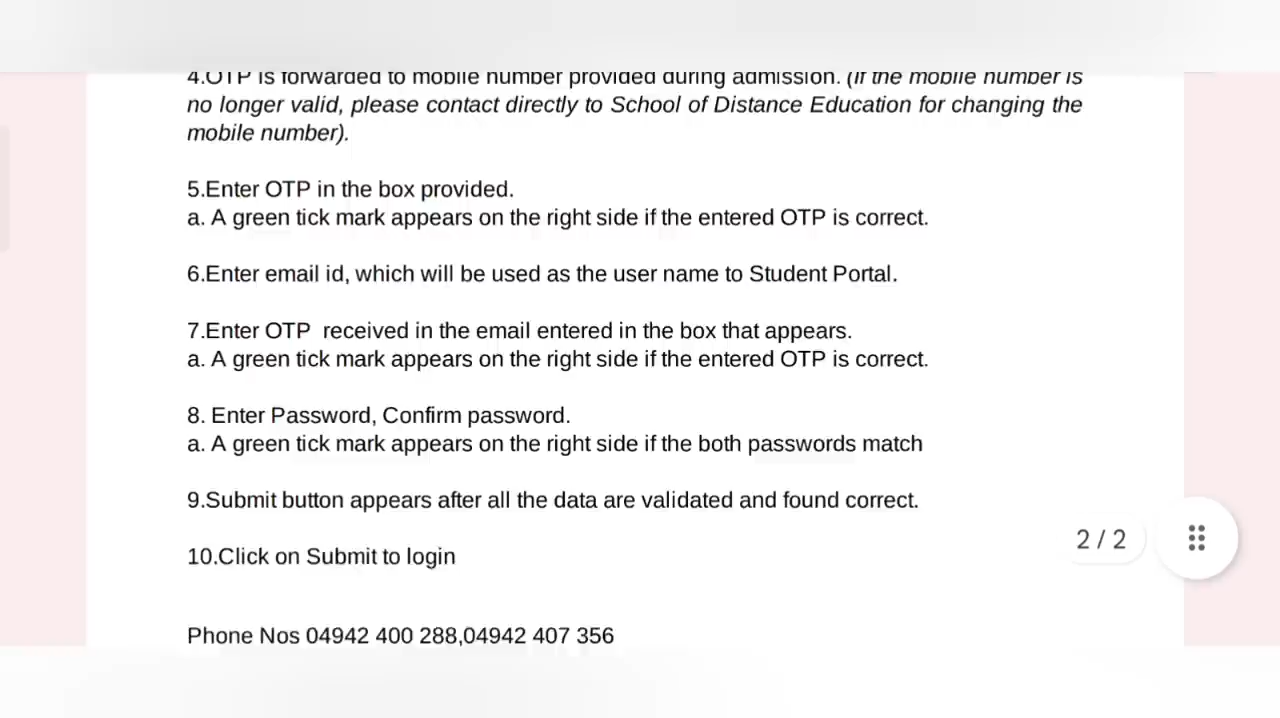 4.OTP is forwarded to mobile number provided during admission. (If the mobile number is
no longer valid, please contact directly to School of Distance Education for changing the
mobile number).
5.Enter OTP in the box provided.
a. A green tick mark appears on the right side if the entered OTP is correct.
6.Enter email id, which will be used as the user name to Student Portal.
7.Enter OTP  received in the email entered in the box that appears.
a. A green tick mark appears on the right side if the entered OTP is correct.
8. Enter Password, Confirm password.
a. A green tick mark appears on the right side if the both passwords match
9.Submit button appears after all the data are validated and found correct.
2 / 2
10.Click on Submit to login
Phone Nos 04942 400 288,04942 407 356